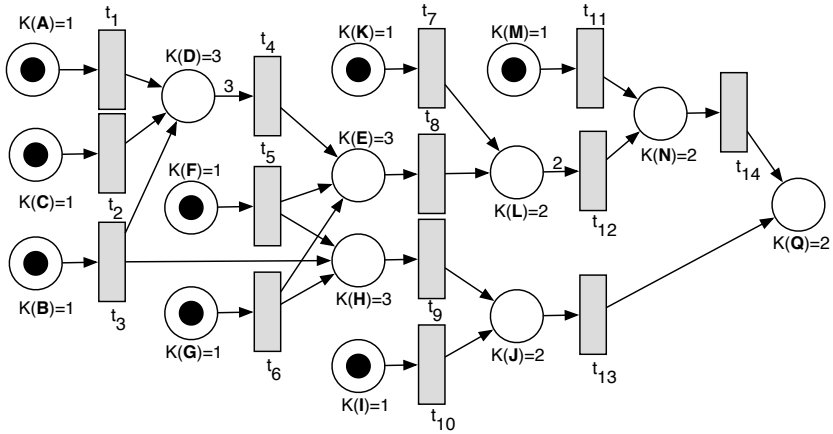 K(A)=1
t1
K(C)=1
t2
K(B)=1
t3
K(D)=3
3
t4
K(F)=1
t5
K(G)=1
t6
K(K)=1
t7
K(E)=3
t8
K(H)=3
t9
K(I)=1
t10
K(M)=1
t11
K(L)=2
2
t12
K(J)=2
t13
K(N)=2
t14
K(Q)=2